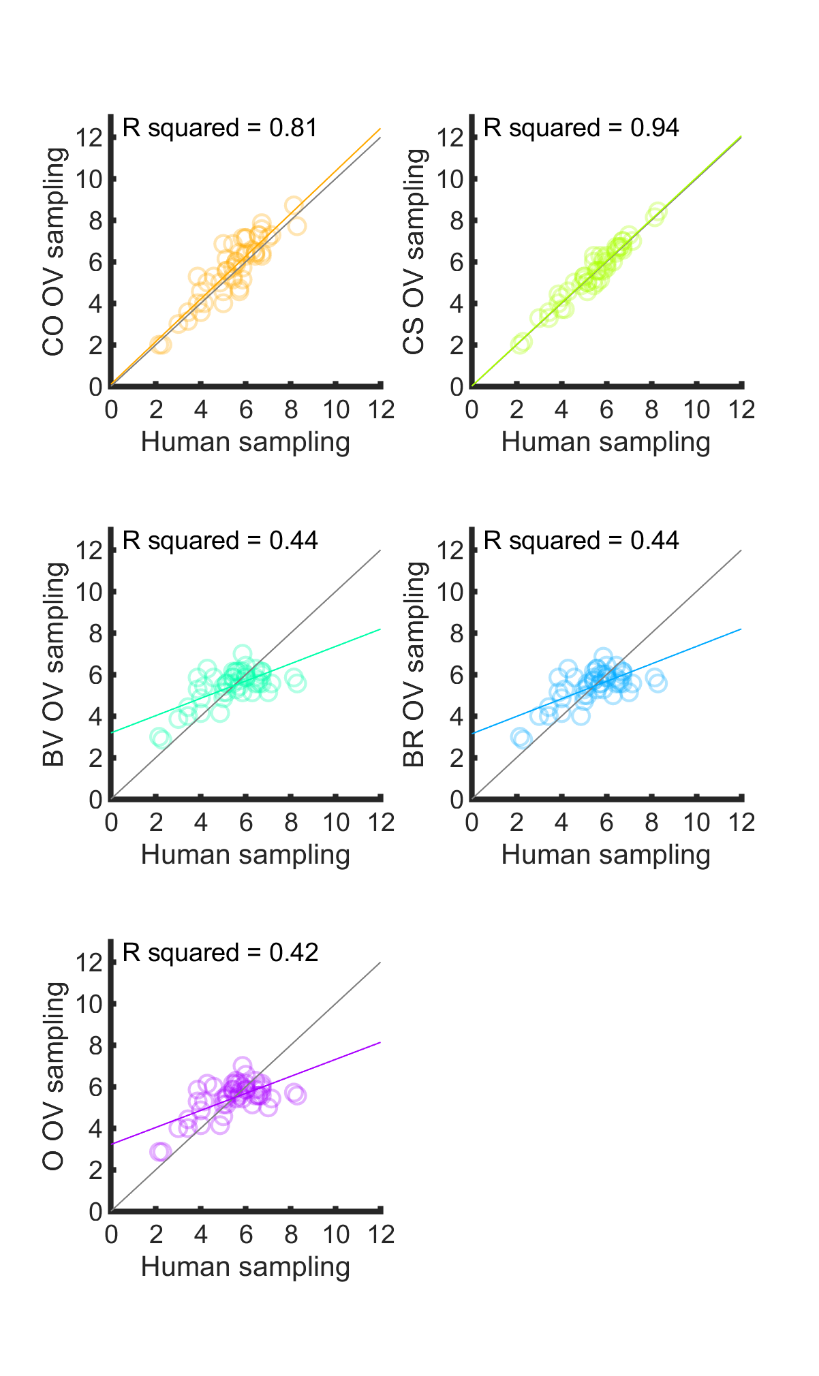 R squared = 0.81
12
10
8
6
4
2
0
CO OV sampling
0 2 4 6 8 10 12
Human sampling
R squared = 0.94
12
10
8
6
4
2
0
CS OV sampling
0 2 4 6 8 10 12
Human sampling
R squared = 0.44
12
10
8
6
4
2
0
BV OV sampling
0 2 4 6 8 10 12
Human sampling
R squared = 0.44
12
10
8
6
4
2
0
BR OV sampling
0 2 4 6 8 10 12
Human sampling
R squared = 0.42
12
10
8
6
4
2
0
O OV sampling
0 2 4 6 8 10 12
Human sampling